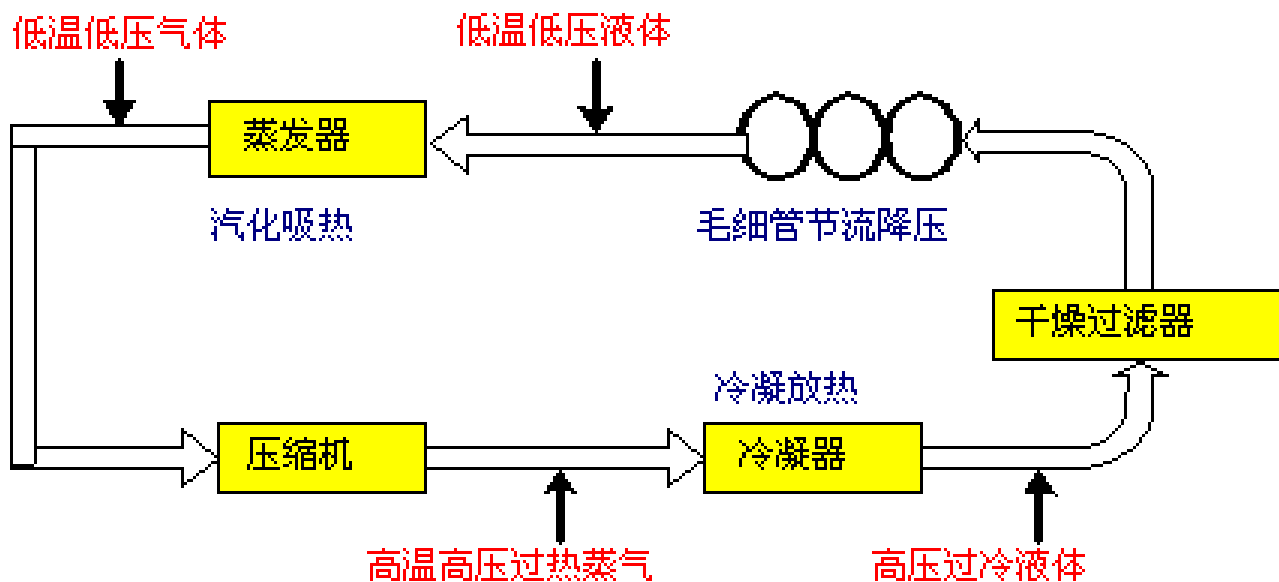 低温低压气体
低温低压液体
蒸发器
汽化吸热
毛细管节流降压
干燥过滤器
冷凝放热
压缩机
冷凝器
高温高压过热蒸气
高压过冷液体